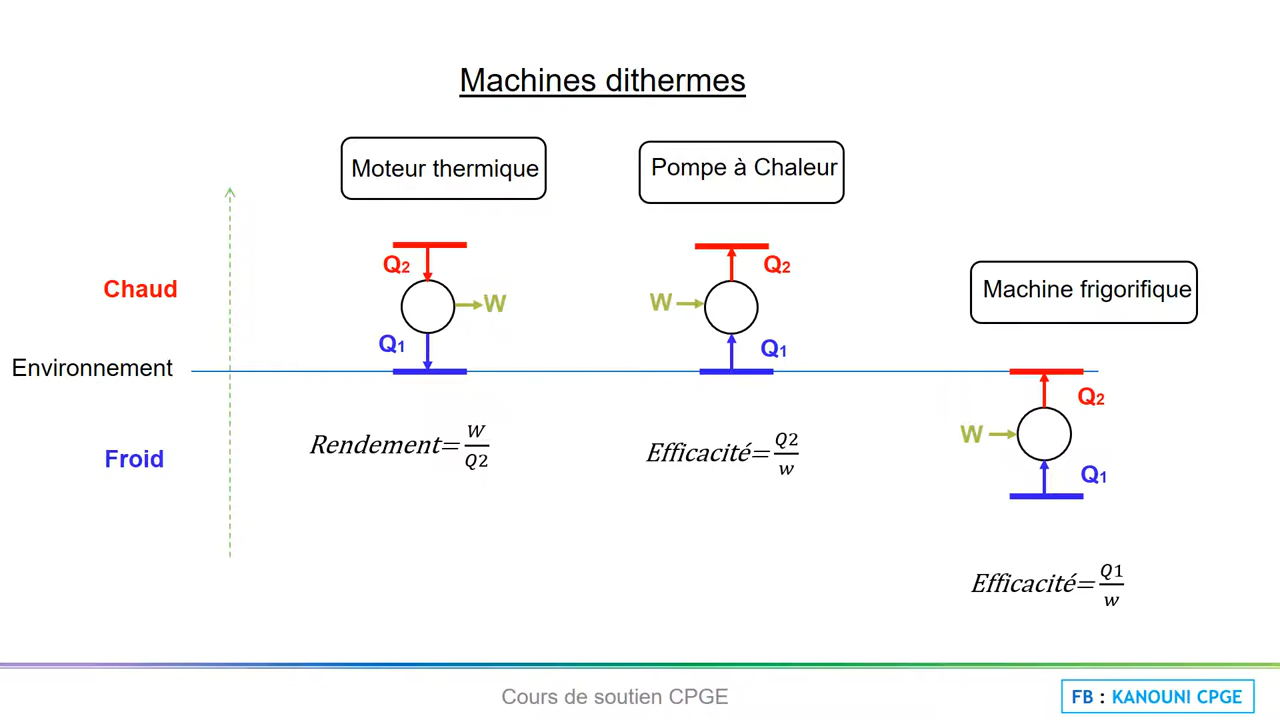 Machines dithermes
Moteur thermique
Pompe à Chaleur
Machine frigorifique
Chaud
Environnement
Froid
Q2
W
Q1
Rendement=W/Q2
W
Q2
Q1
Efficacité=Q2/w
W
Q2
Q1
Efficacité=Q1/w
Cours de soutien CPGE
FB : KANOUNI CPGE